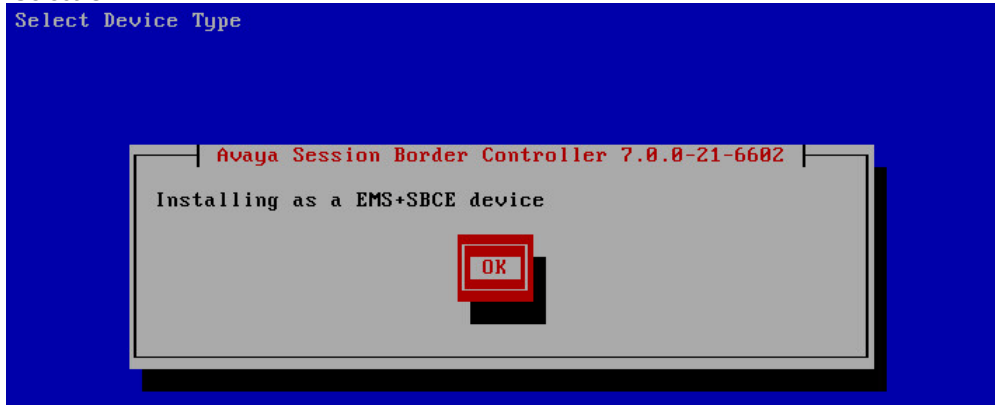 Select Device Type
Avaya Session Border Controller 7.0.0-21-6602
Installing as a EMS+SBCE device
OK